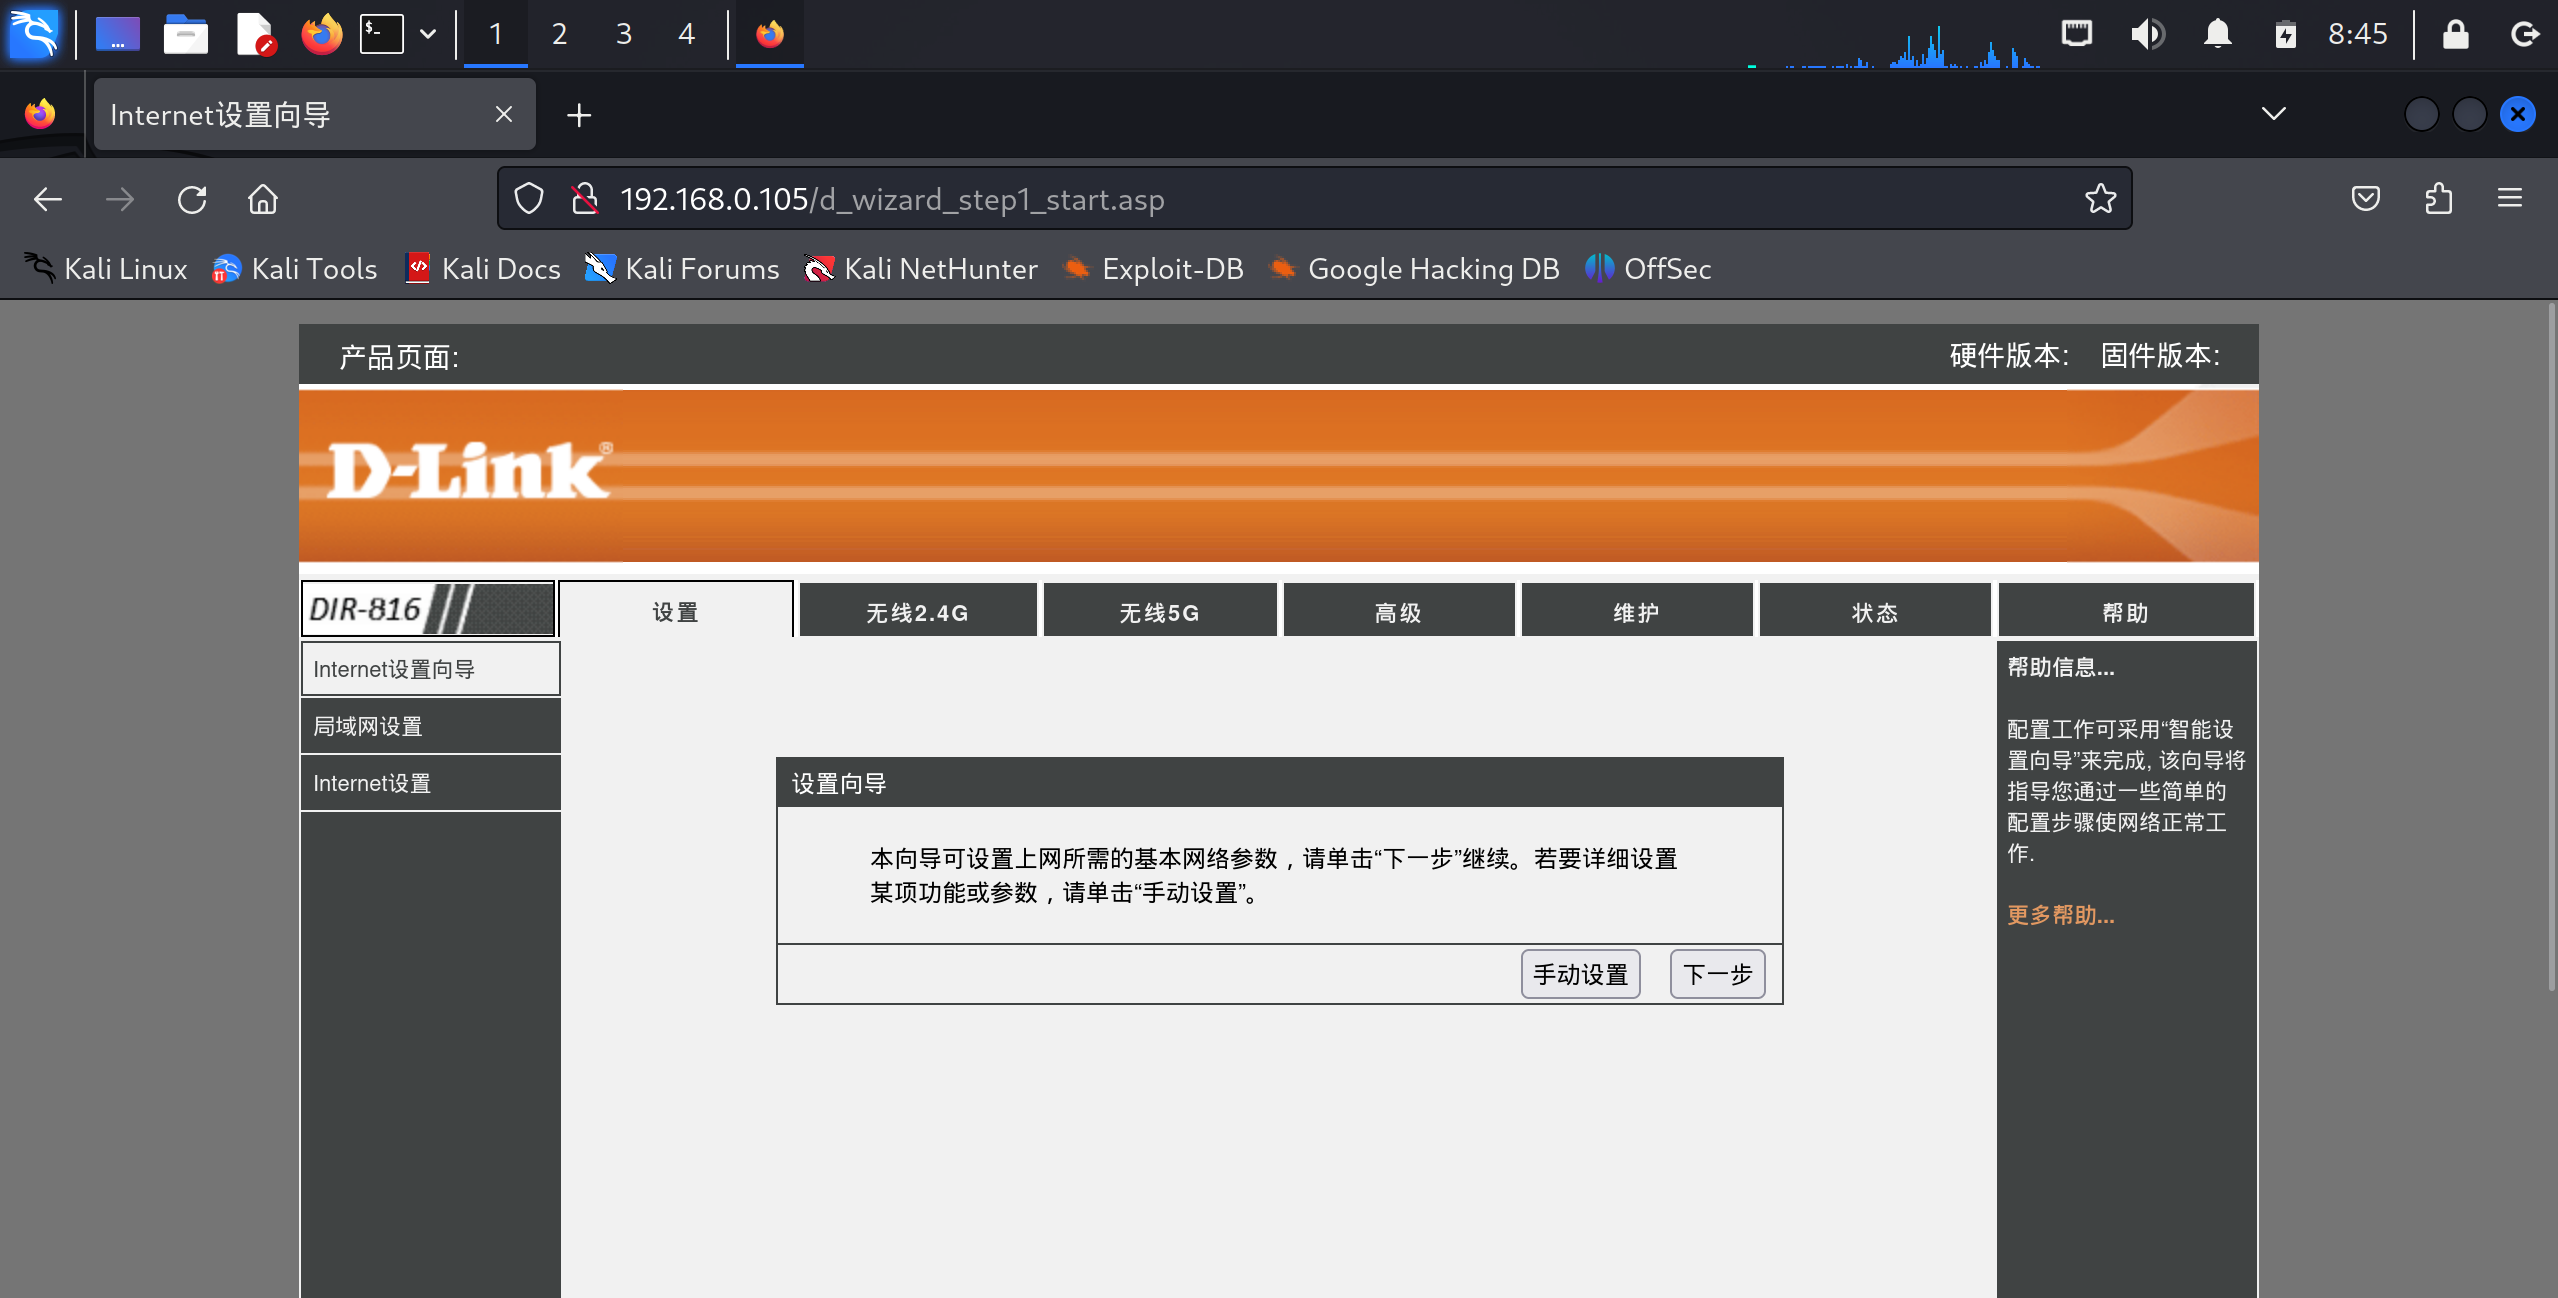 1 2 3 4 8:45
Internet设置向导
192.168.0.105/d_wizard_step1_start.asp
Kali Linux Kali Tools Kali Docs Kali Forums Kali NetHunter Exploit-DB Google Hacking DB OffSec
产品页面: 硬件版本: 固件版本:
D-Link®
DIR-816 设置 无线2.4G 无线5G 高级 维护 状态 帮助
Internet设置向导
局域网设置
Internet设置
设置向导
本向导可设置上网所需的基本网络参数，请单击“下一步”继续。若要详细设置
某项功能或参数，请单击“手动设置”。
手动设置 下一步
帮助信息...
配置工作可采用“智能设
置向导”来完成, 该向导将
指导您通过一些简单的
配置步骤使网络正常工
作.
更多帮助...